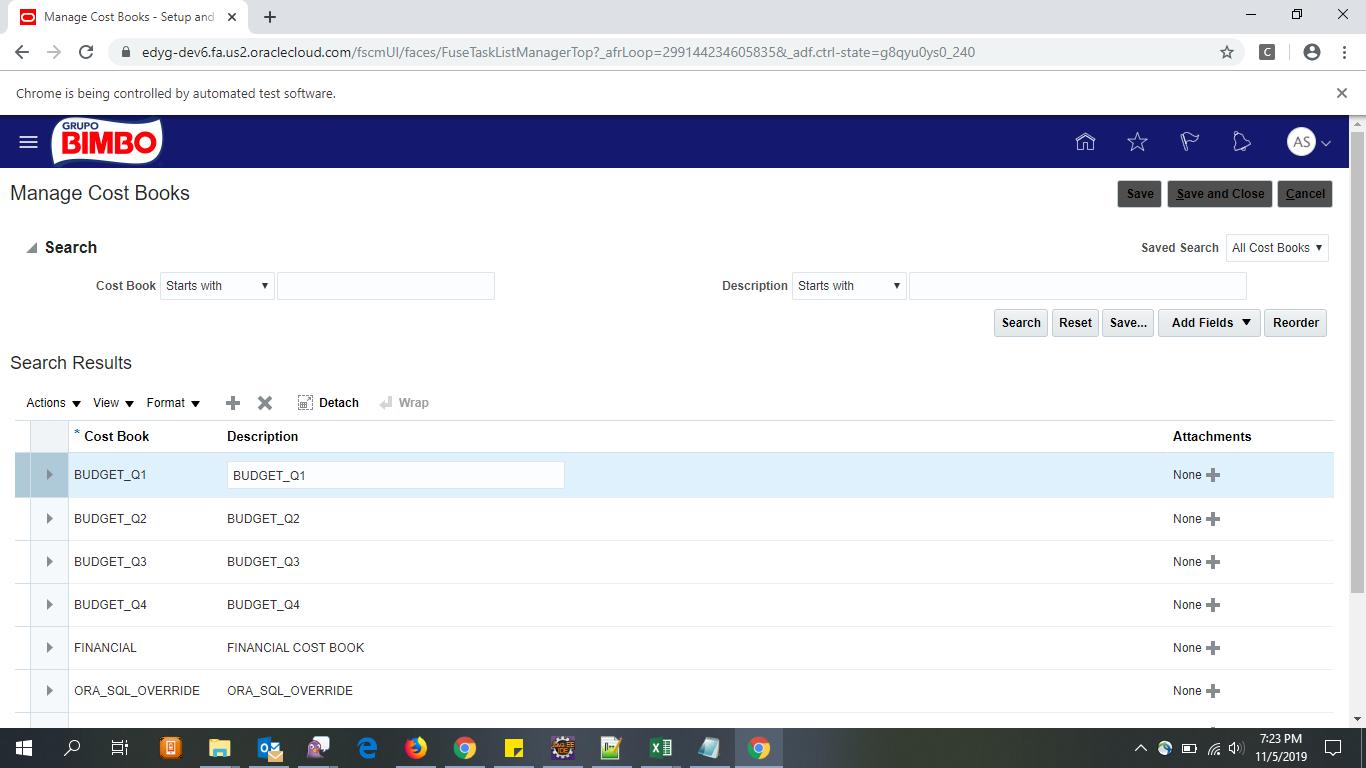 Manage Cost Books - Setup and
edyg-dev6.fa.us2.oraclecloud.com/fscmUI/faces/FuseTaskListManagerTop?_afrLoop=299144234605835&_adf.ctrl-state=g8qyu0ys0_240
C
Chrome is being controlled by automated test software.
GRUPO
BIMBO
AS
Manage Cost Books
Save Save and Close Cancel
Search
Saved Search All Cost Books
Cost Book Starts with
Description Starts with
Search Reset Save... Add Fields Reorder
Search Results
Actions View Format Detach Wrap
* Cost Book Description Attachments
BUDGET_Q1 BUDGET_Q1 None
BUDGET_Q2 BUDGET_Q2 None
BUDGET_Q3 BUDGET_Q3 None
BUDGET_Q4 BUDGET_Q4 None
FINANCIAL FINANCIAL COST BOOK None
ORA_SQL_OVERRIDE ORA_SQL_OVERRIDE None
7:23 PM
11/5/2019